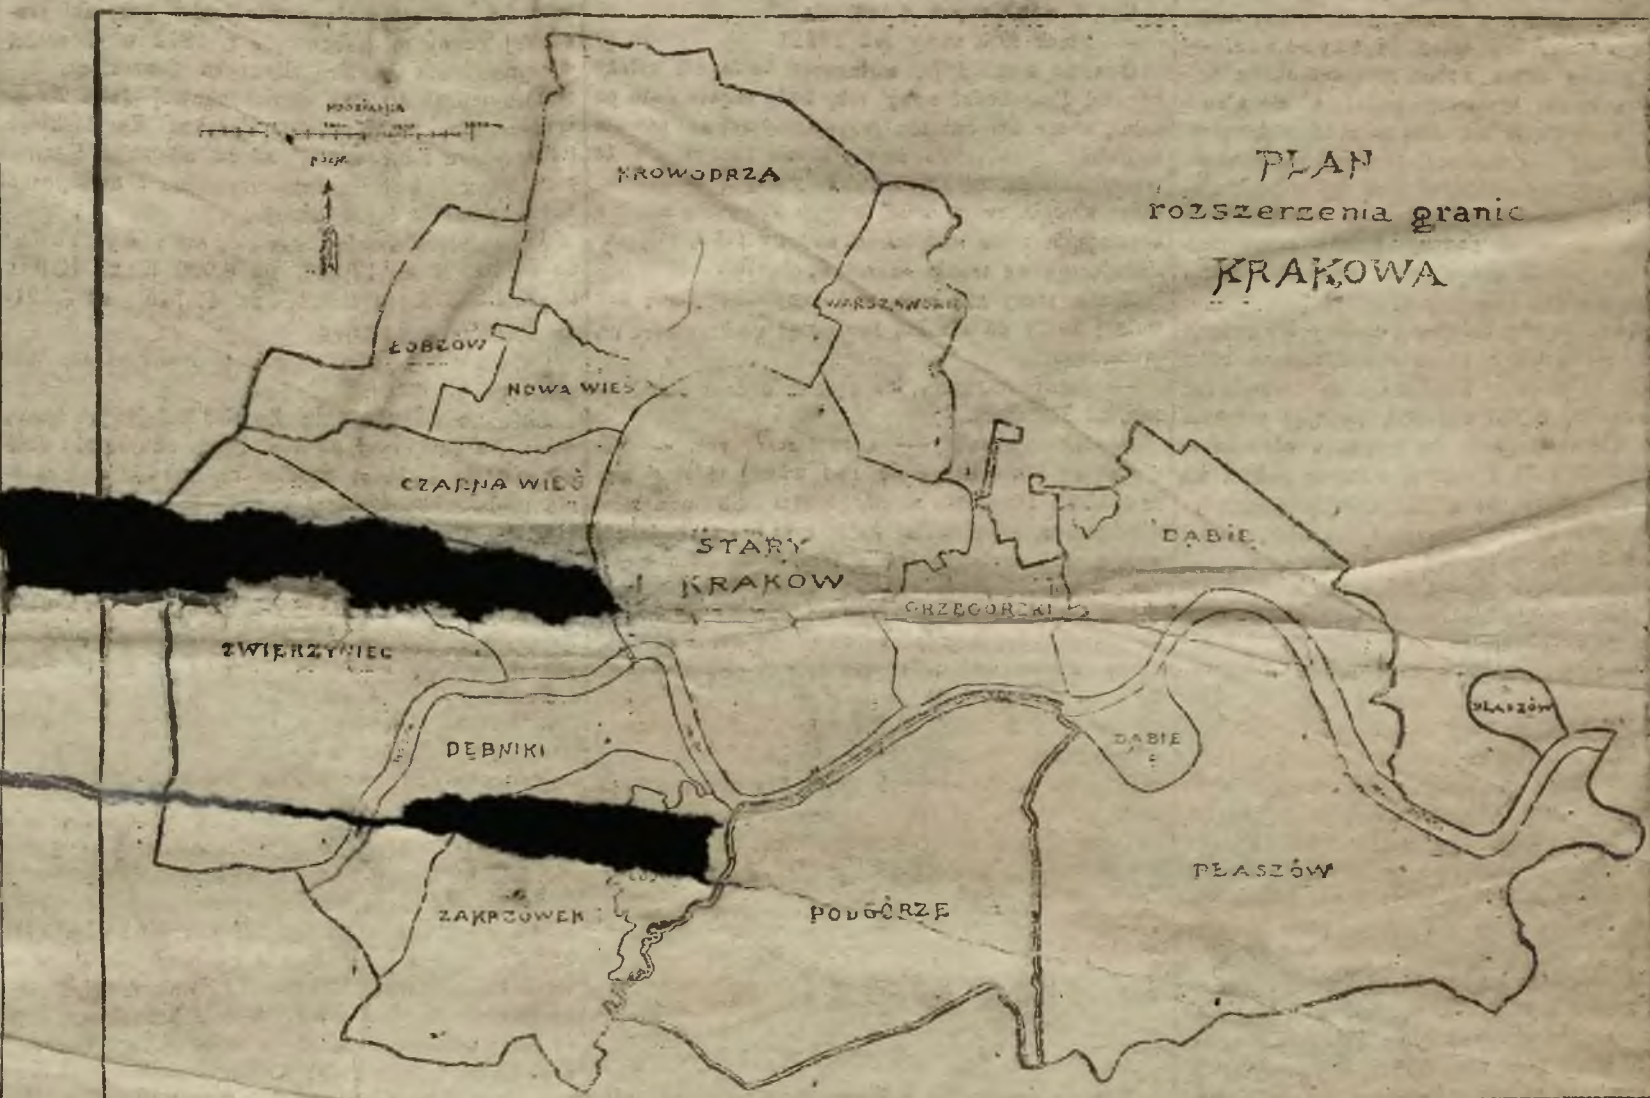 PLAN
rozszerzenia granic
KRAKOWA
PODZIAŁKA
KROWODRZA
WARSZAWSKIE
ŁOBZÓW
NOWA WIEŚ
CZARNA WIEŚ
STARY
KRAKÓW
DĄBIE
GRZEGÓRZKI
ZWIERZYNIEC
DĘBNIKI
DĄBIE
PŁASZÓW
ZAKRZÓWEK
PODGÓRZE
PŁASZÓW